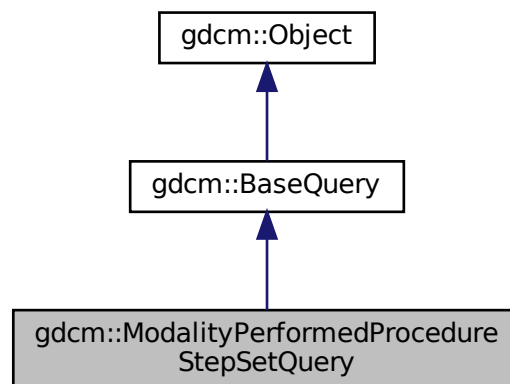 gdcm::Object
gdcm::BaseQuery
gdcm::ModalityPerformedProcedure
StepSetQuery